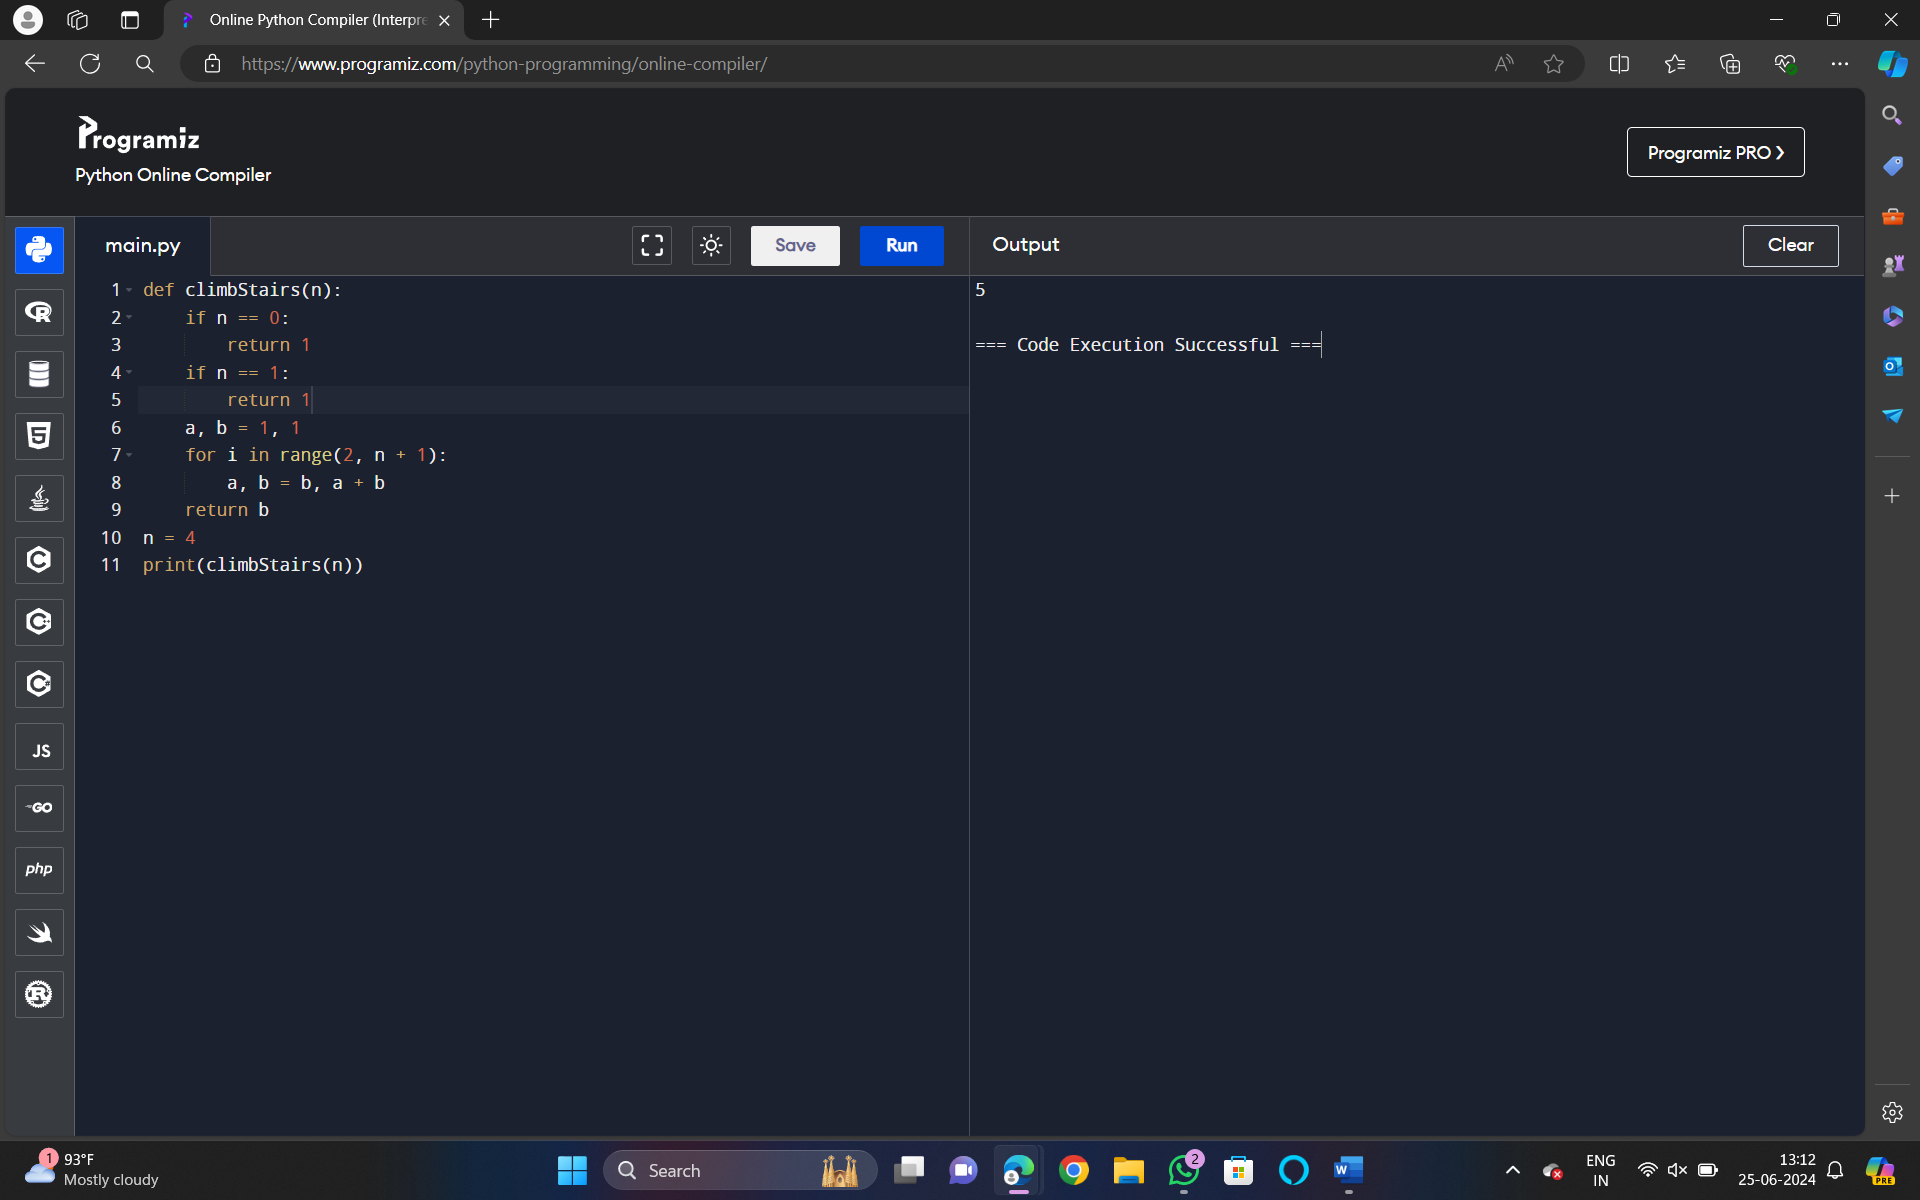 Online Python Compiler (Interpre
https://www.programiz.com/python-programming/online-compiler/
Programiz
Python Online Compiler
Programiz PRO ❯
main.py
Save
Run
Output
Clear
1 def climbStairs(n):
2     if n == 0:
3         return 1
4     if n == 1:
5         return 1
6     a, b = 1, 1
7     for i in range(2, n + 1):
8         a, b = b, a + b
9     return b
10 n = 4
11 print(climbStairs(n))
5
=== Code Execution Successful ===
R
5
C
C+
C#
JS
GO
php
R
1
93°F
Mostly cloudy
Search
2
W
ENG
IN
13:12
25-06-2024
PRE